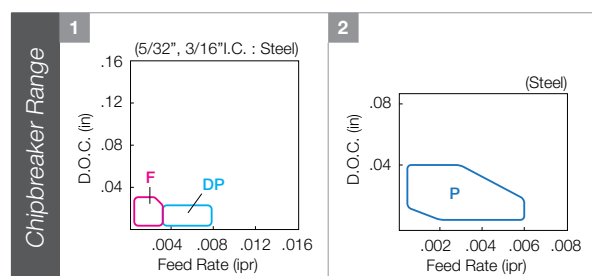 Chipbreaker Range
1
(5/32", 3/16"I.C. : Steel)
D.O.C. (in)
.16
.12
.08
.04
F
DP
.004 .008 .012 .016
Feed Rate (ipr)
2
(Steel)
D.O.C. (in)
.08
.04
P
.002 .004 .006 .008
Feed Rate (ipr)